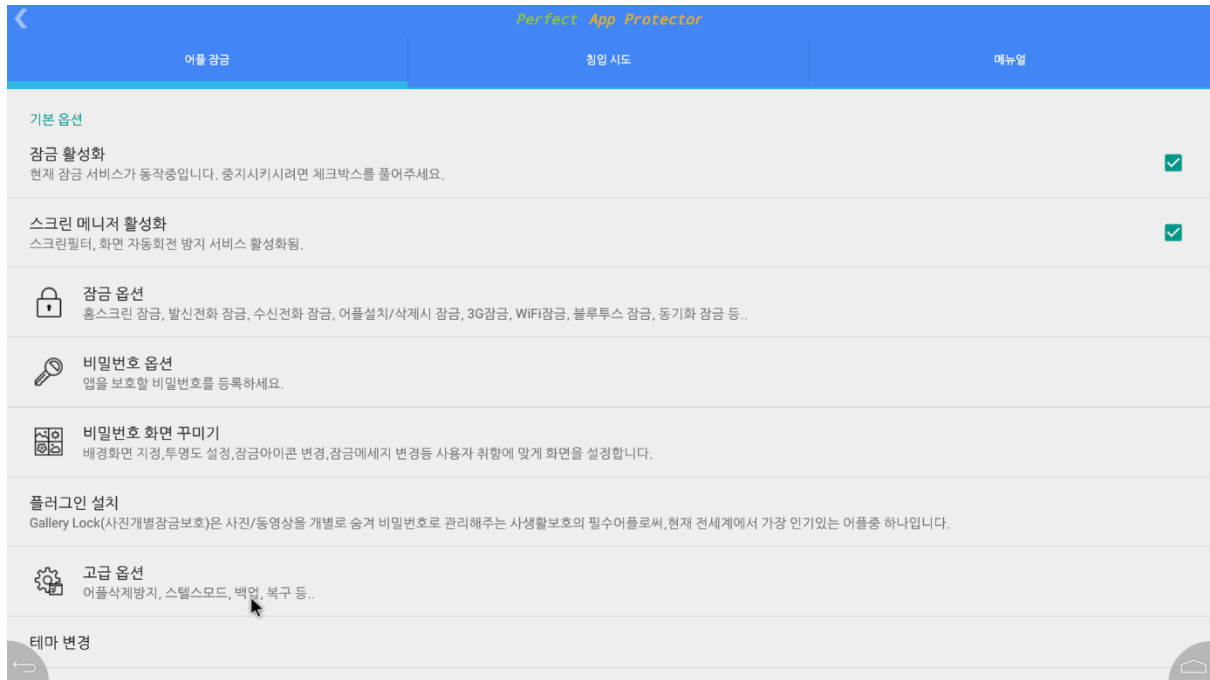 Perfect App Protector
어플 잠금
침입 시도
메뉴얼
기본 옵션
잠금 활성화
현재 잠금 서비스가 동작중입니다. 중지시키시려면 체크박스를 풀어주세요.
스크린 메니저 활성화
스크린필터, 화면 자동회전 방지 서비스 활성화됨.
잠금 옵션
홈스크린 잠금, 발신전화 잠금, 수신전화 잠금, 어플설치/삭제시 잠금, 3G잠금, WiFi잠금, 블루투스 잠금, 동기화 잠금 등..
비밀번호 옵션
앱을 보호할 비밀번호를 등록하세요.
비밀번호 화면 꾸미기
배경화면 지정,투명도 설정,잠금아이콘 변경,잠금메세지 변경등 사용자 취향에 맞게 화면을 설정합니다.
플러그인 설치
Gallery Lock(사진개별잠금보호)은 사진/동영상을 개별로 숨겨 비밀번호로 관리해주는 사생활보호의 필수어플로써,현재 전세계에서 가장 인기있는 어플중 하나입니다.
고급 옵션
어플삭제방지, 스텔스모드, 백업, 복구 등..
테마 변경